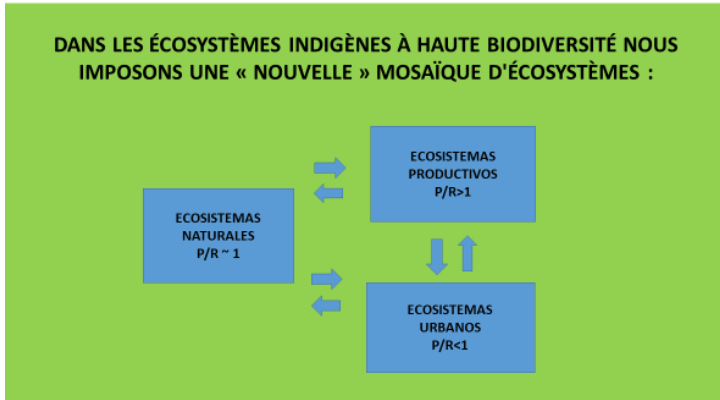 DANS LES ÉCOSYSTÈMES INDIGÈNES À HAUTE BIODIVERSITÉ NOUS
IMPOSONS UNE « NOUVELLE » MOSAÏQUE D'ÉCOSYSTÈMES :
ECOSISTEMAS
PRODUCTIVOS
P/R>1
ECOSISTEMAS
NATURALES
P/R ~ 1
ECOSISTEMAS
URBANOS
P/R<1